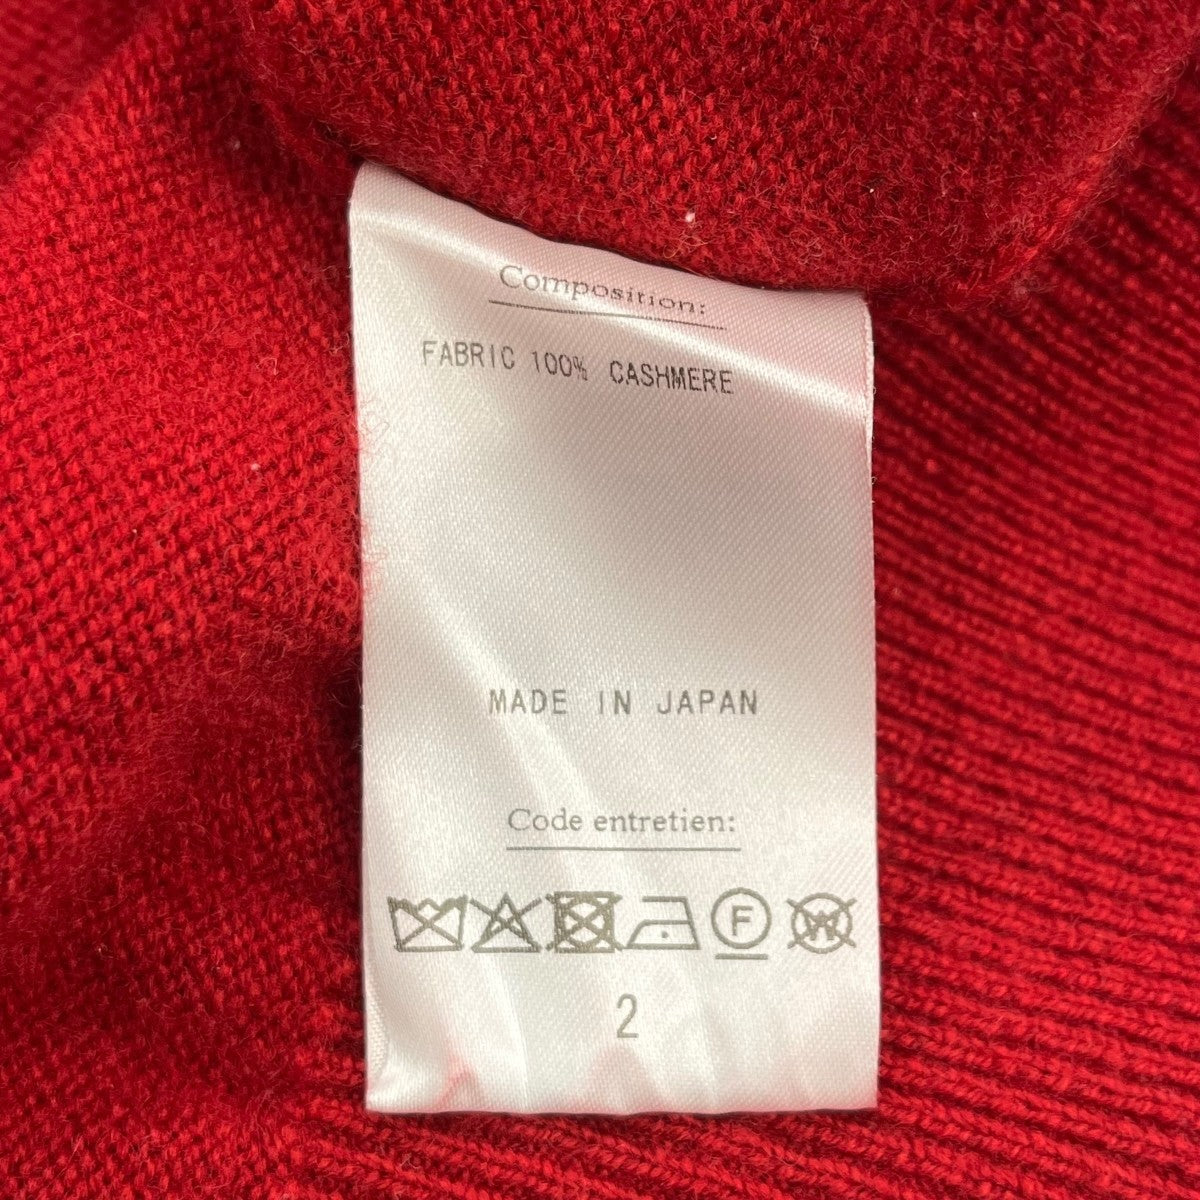 Composition:
FABRIC 100% CASHMERE
MADE IN JAPAN
Code entretien:
F W
2